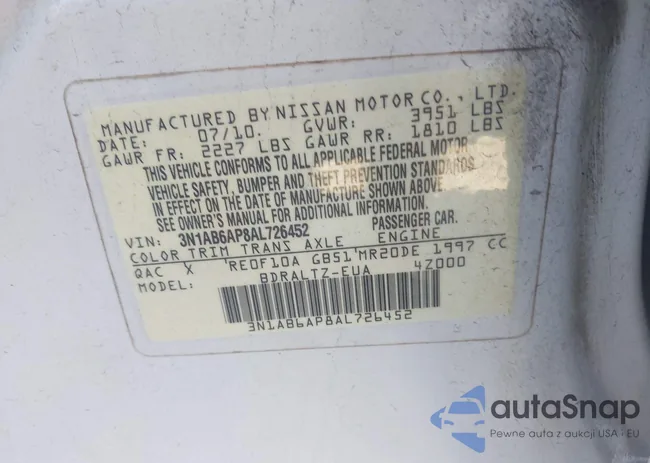 MANUFACTURED BY NISSAN MOTOR CO., LTD.
DATE: 07/10. GVWR: 3951 LBS
GAWR FR: 2227 LBS GAWR RR: 1810 LBS
THIS VEHICLE CONFORMS TO ALL APPLICABLE FEDERAL MOTOR
VEHICLE SAFETY, BUMPER AND THEFT PREVENTION STANDARDS
IN EFFECT ON THE DATE OF MANUFACTURE SHOWN ABOVE.
SEE OWNER'S MANUAL FOR ADDITIONAL INFORMATION.
VIN: 3N1AB6AP8AL726452 PASSENGER CAR.
COLOR TRIM TRANS AXLE ENGINE
QAC X RE0F10A GB51 MR20DE 1997 CC
MODEL: BDRALTZ-EUA 4Z000
3N1AB6AP8AL726452
autaSnap
Pewne auta z aukcji USA · EU